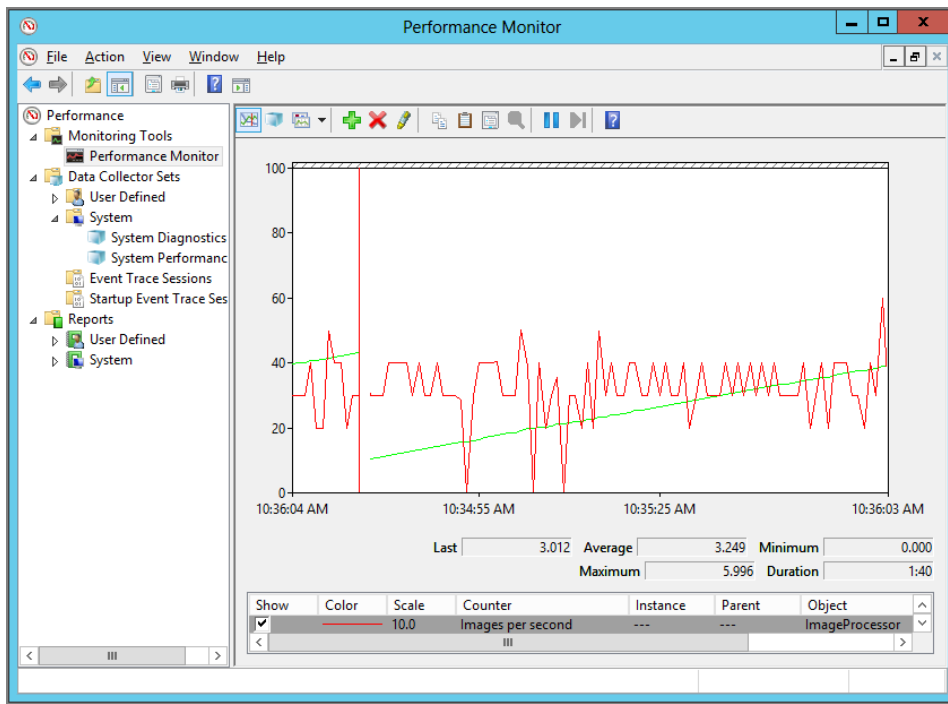 Performance Monitor
File Action View Window Help
Performance
Monitoring Tools
Performance Monitor
Data Collector Sets
User Defined
System
System Diagnostics
System Performanc
Event Trace Sessions
Startup Event Trace Ses
Reports
User Defined
System
100
80
60
40
20
0
10:36:04 AM 10:34:55 AM 10:35:25 AM 10:36:03 AM
Last 3.012 Average 3.249 Minimum 0.000
Maximum 5.996 Duration 1:40
Show Color Scale Counter Instance Parent Object
10.0 Images per second --- --- ImageProcessor